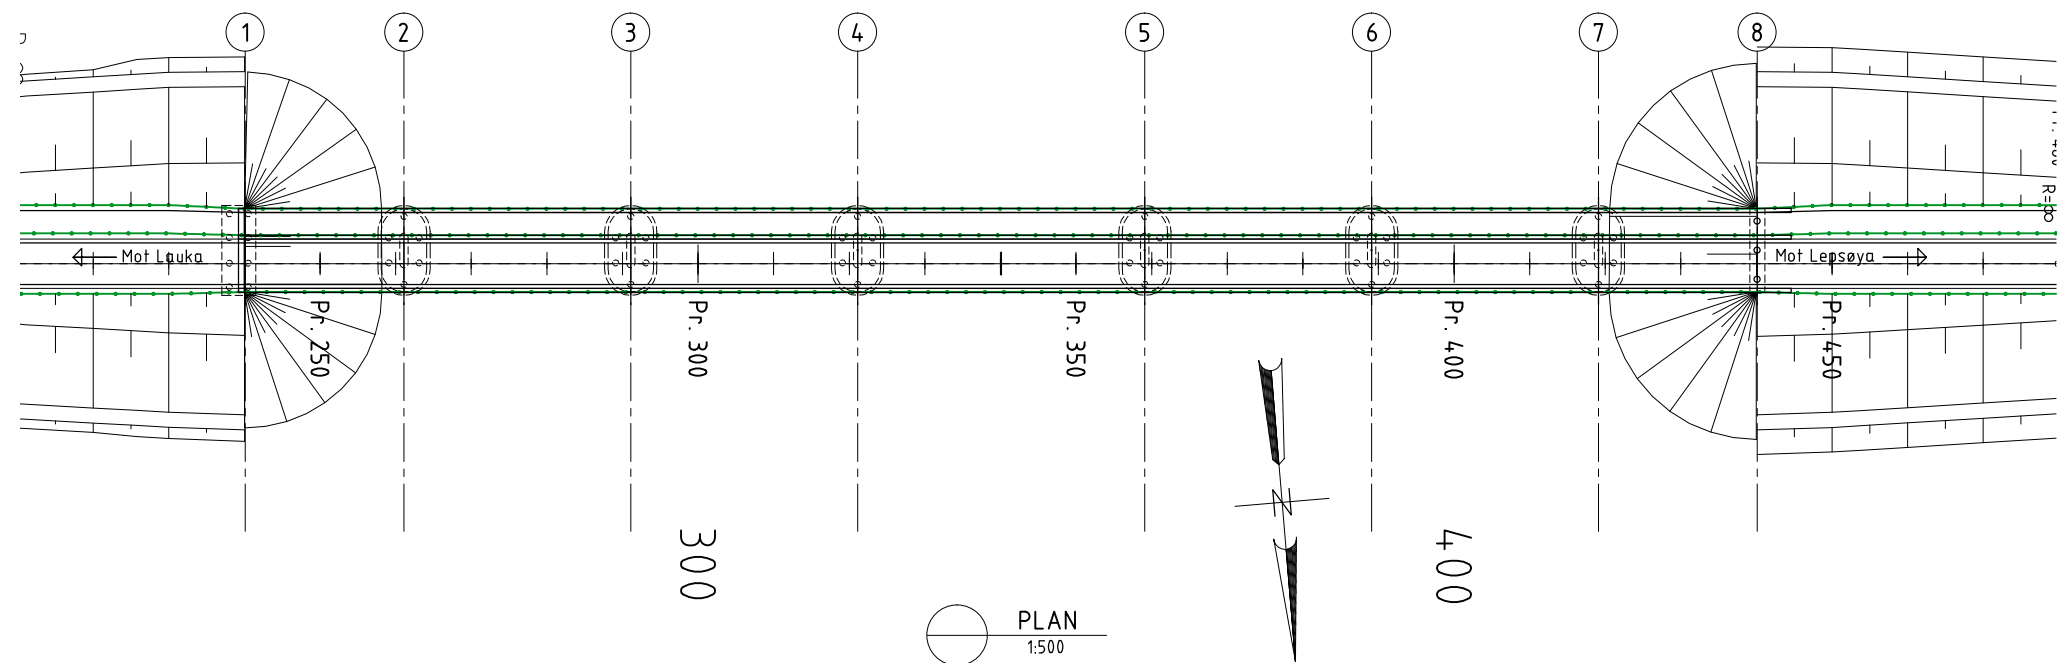 1
2
3
4
5
6
7
8
R=∞
Mot Lauka
Mot Lepsøya
Pr. 250
Pr. 300
Pr. 350
Pr. 400
Pr. 450
N
300
400
PLAN
1:500